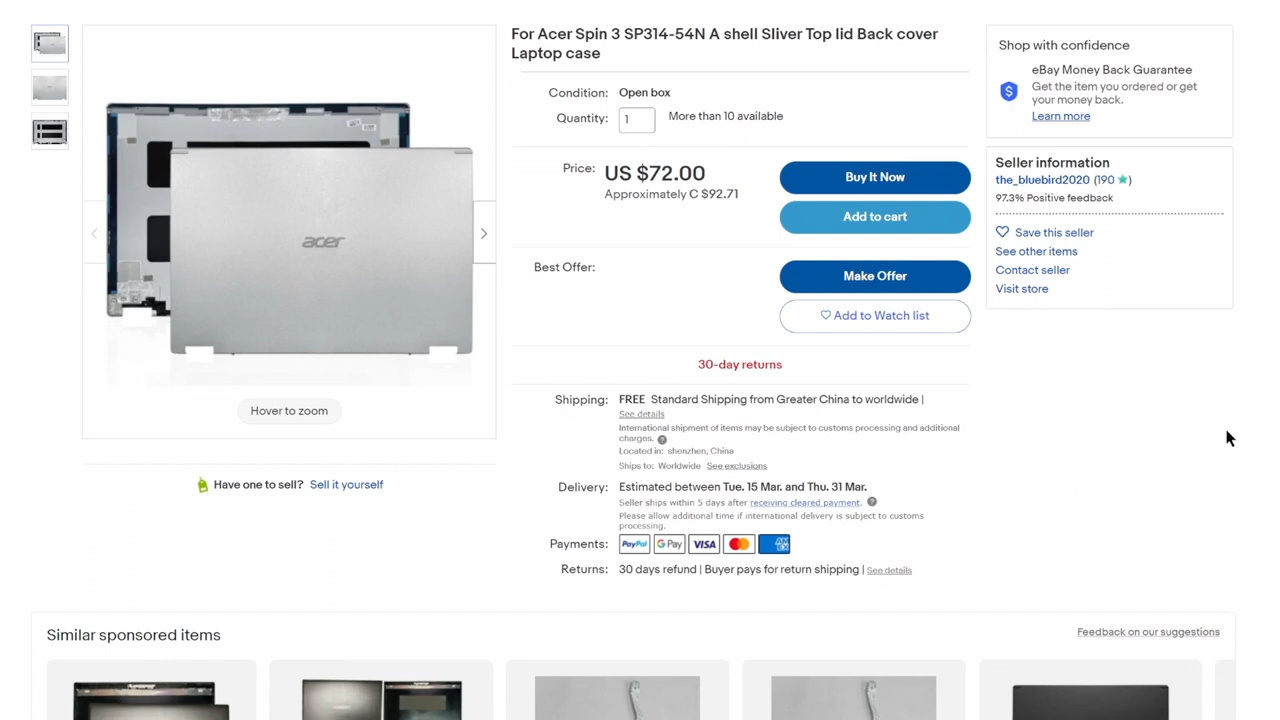 For Acer Spin 3 SP314-54N A shell Sliver Top lid Back cover
Laptop case
Condition: Open box
Quantity: 1 More than 10 available
Price: US $72.00
Approximately C $92.71
Buy It Now
Add to cart
Best Offer:
Make Offer
Add to Watch list
30-day returns
Shipping: FREE Standard Shipping from Greater China to worldwide |
See details
International shipment of items may be subject to customs processing and additional
charges.
Located in: shenzhen, China
Ships to: Worldwide See exclusions
Delivery: Estimated between Tue. 15 Mar. and Thu. 31 Mar.
Seller ships within 5 days after receiving cleared payment.
Please allow additional time if international delivery is subject to customs
processing.
Payments: PayPal G Pay VISA
Returns: 30 days refund | Buyer pays for return shipping | See details
acer
Hover to zoom
Have one to sell? Sell it yourself
Shop with confidence
eBay Money Back Guarantee
Get the item you ordered or get
your money back.
Learn more
Seller information
the_bluebird2020 (190 )
97.3% Positive feedback
Save this seller
See other items
Contact seller
Visit store
Similar sponsored items
Feedback on our suggestions